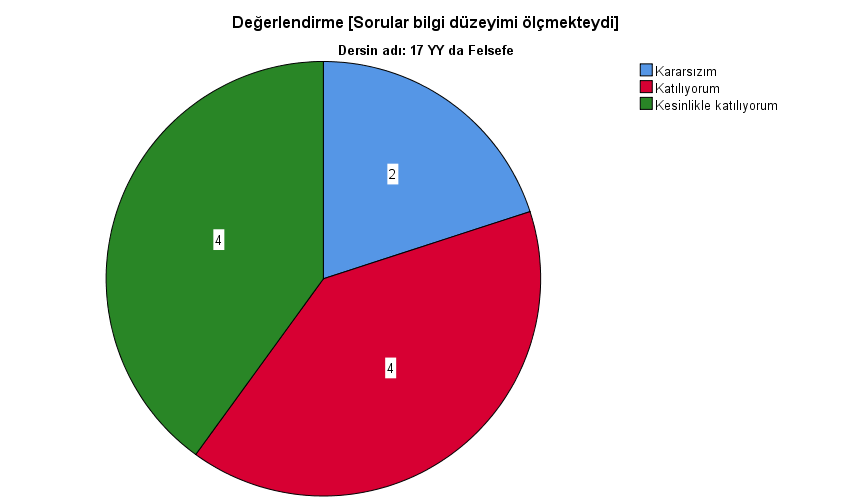 Değerlendirme [Sorular bilgi düzeyimi ölçmekteydi]
Dersin adı: 17 YY da Felsefe
Kararsızım
Katılıyorum
Kesinlikle katılıyorum
2
4
4